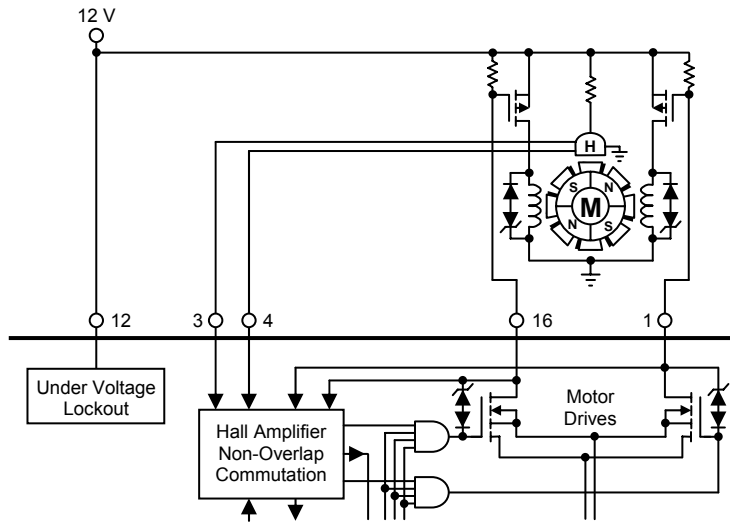 12 V
H
S
N
M
N
S
12
3
4
16
1
Under Voltage
Lockout
Hall Amplifier
Non-Overlap
Commutation
Motor
Drives